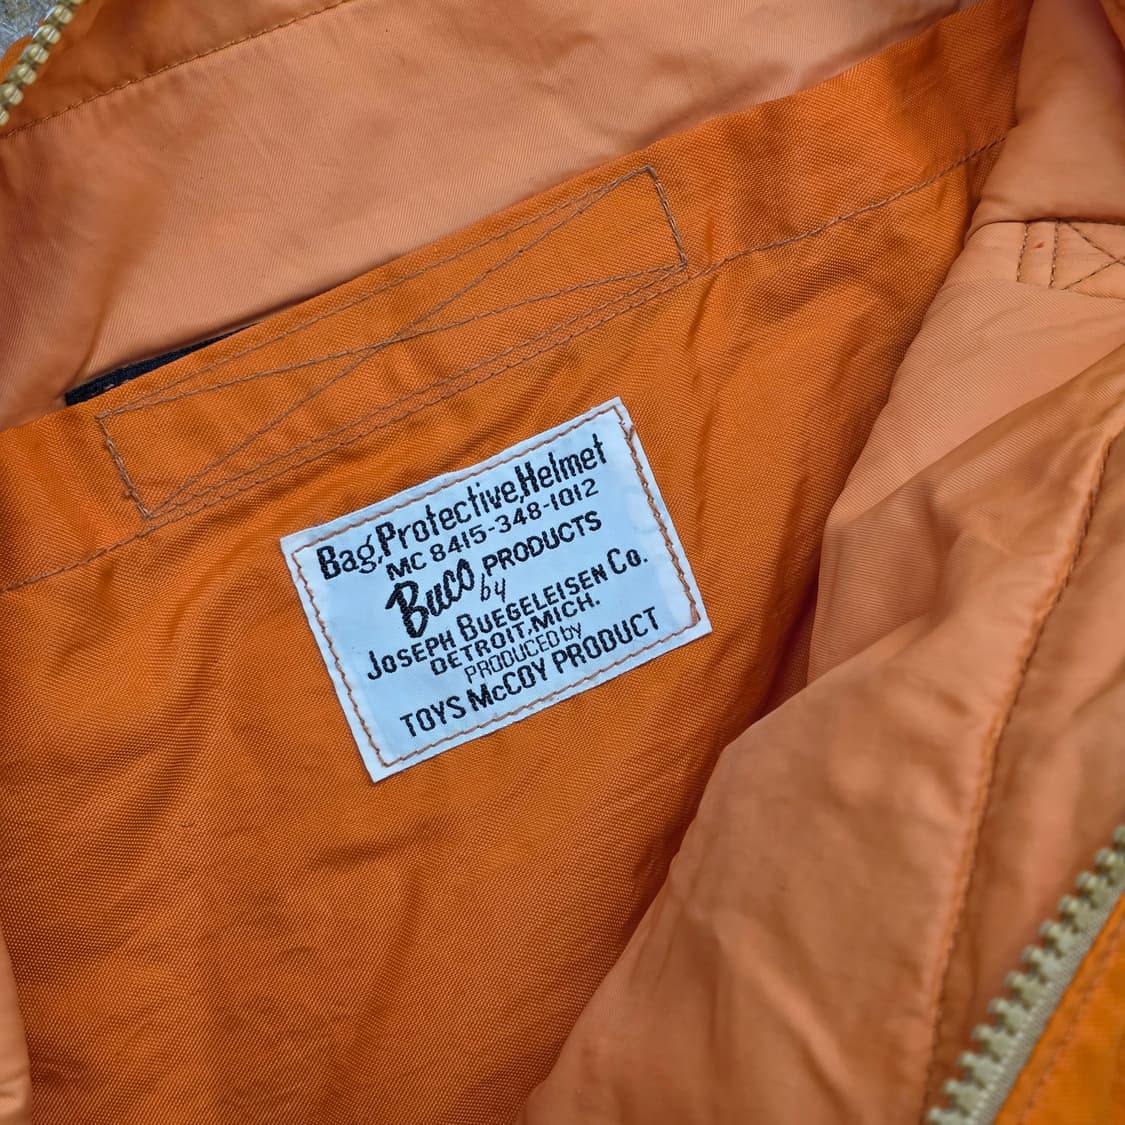 Bag,Protective,Helmet
MC 8415-348-1012
Buco PRODUCTS
by
JOSEPH BUEGELEISEN Co.
DETROIT,MICH.
PRODUCED by
TOYS McCOY PRODUCT